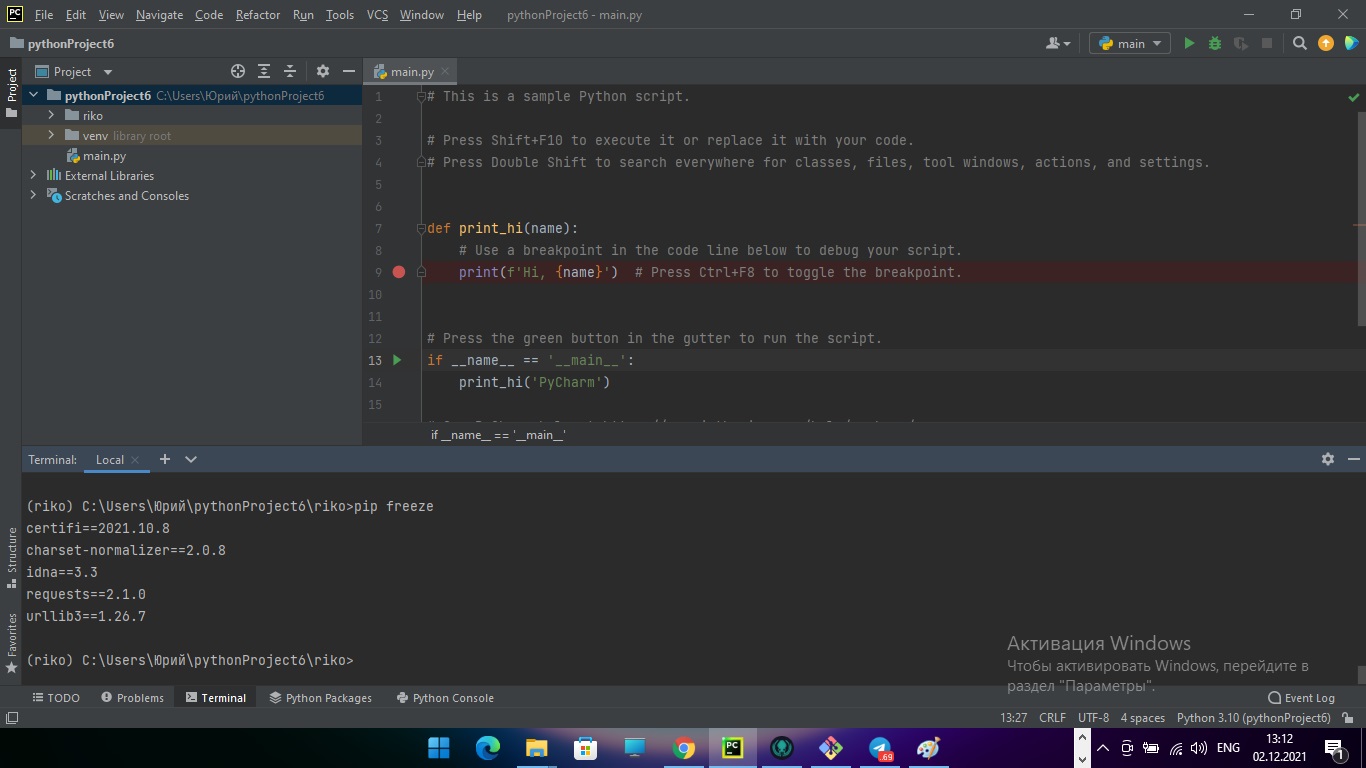 File Edit View Navigate Code Refactor Run Tools VCS Window Help pythonProject6 - main.py
pythonProject6
main
Project
main.py
pythonProject6 C:\Users\Юрий\pythonProject6
riko
venv library root
main.py
External Libraries
Scratches and Consoles
Project
Structure
Favorites
1 # This is a sample Python script.
2
3 # Press Shift+F10 to execute it or replace it with your code.
4 # Press Double Shift to search everywhere for classes, files, tool windows, actions, and settings.
5
6
7 def print_hi(name):
8 # Use a breakpoint in the code line below to debug your script.
9 print(f'Hi, {name}') # Press Ctrl+F8 to toggle the breakpoint.
10
11
12 # Press the green button in the gutter to run the script.
13 if __name__ == '__main__':
14 print_hi('PyCharm')
15
if __name__ == '__main__'
Terminal: Local
(riko) C:\Users\Юрий\pythonProject6\riko>pip freeze
certifi==2021.10.8
charset-normalizer==2.0.8
idna==3.3
requests==2.1.0
urllib3==1.26.7
(riko) C:\Users\Юрий\pythonProject6\riko>
Активация Windows
Чтобы активировать Windows, перейдите в
раздел "Параметры".
TODO Problems Terminal Python Packages Python Console Event Log
13:27 CRLF UTF-8 4 spaces Python 3.10 (pythonProject6)
PC
.69
ENG
13:12
02.12.2021
1